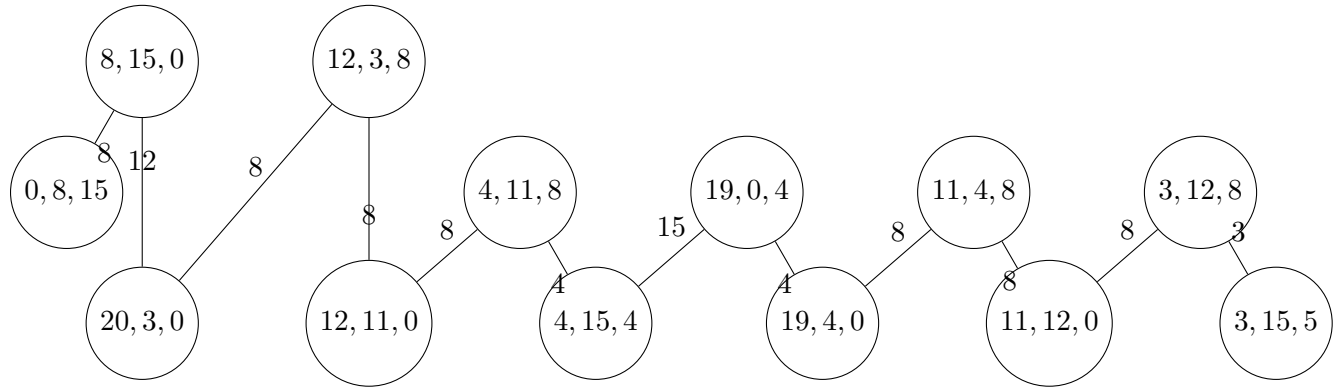 8, 15, 0
12, 3, 8
8
12
8
0, 8, 15
4, 11, 8
19, 0, 4
11, 4, 8
3, 12, 8
8
8
15
8
8
3
4
4
8
20, 3, 0
12, 11, 0
4, 15, 4
19, 4, 0
11, 12, 0
3, 15, 5